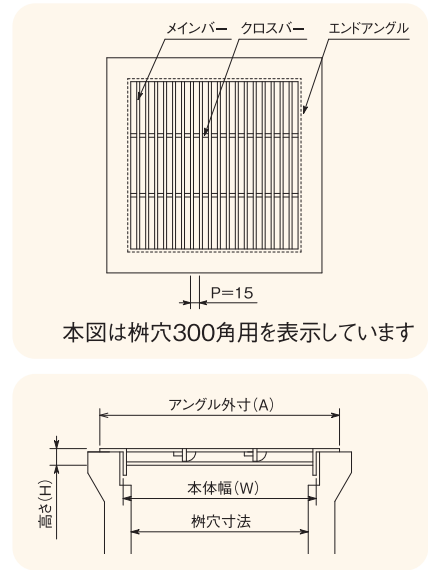 メインバー クロスバー エンドアングル
P=15
本図は桝穴300角用を表示しています
アングル外寸(A)
高さ(H)
本体幅(W)
桝穴寸法